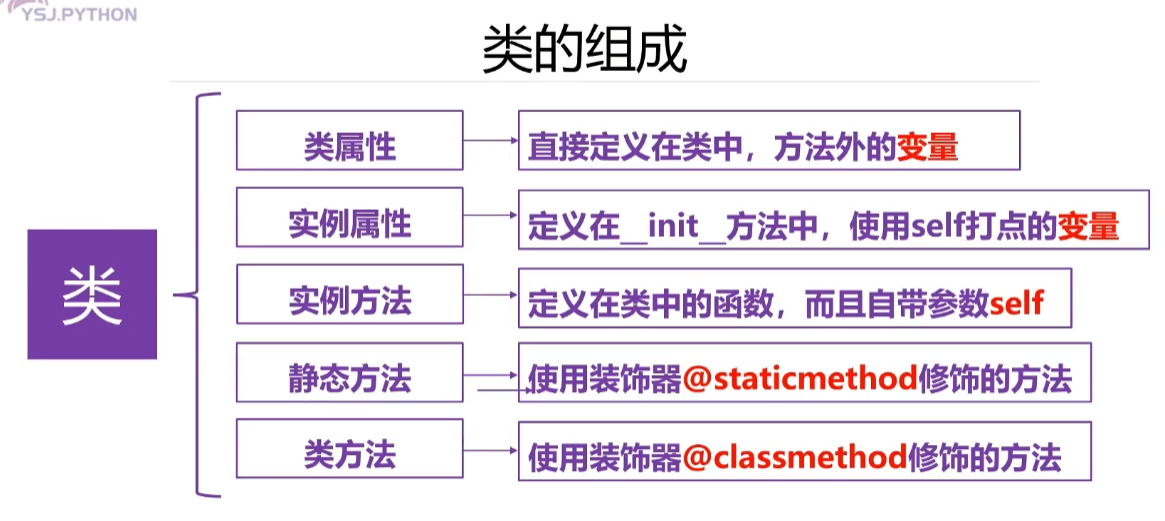 YSJ.PYTHON
类的组成
类
类属性
直接定义在类中，方法外的变量
实例属性
定义在__init__方法中，使用self打点的变量
实例方法
定义在类中的函数，而且自带参数self
静态方法
使用装饰器@staticmethod修饰的方法
类方法
使用装饰器@classmethod修饰的方法